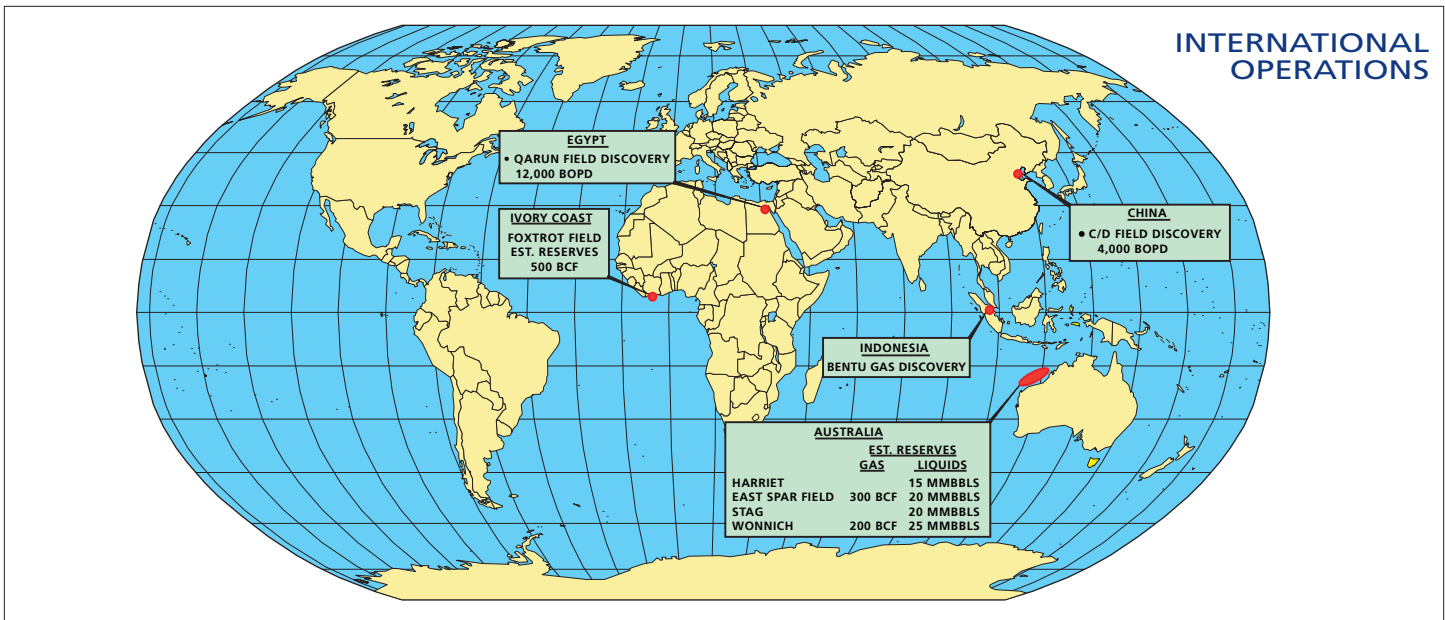 INTERNATIONAL
OPERATIONS
EGYPT
• QARUN FIELD DISCOVERY
12,000 BOPD
IVORY COAST
FOXTROT FIELD
EST. RESERVES
500 BCF
CHINA
• C/D FIELD DISCOVERY
4,000 BOPD
INDONESIA
BENTU GAS DISCOVERY
AUSTRALIA
EST. RESERVES
GAS LIQUIDS
HARRIET 15 MMBBLS
EAST SPAR FIELD 300 BCF 20 MMBBLS
STAG 20 MMBBLS
WONNICH 200 BCF 25 MMBBLS